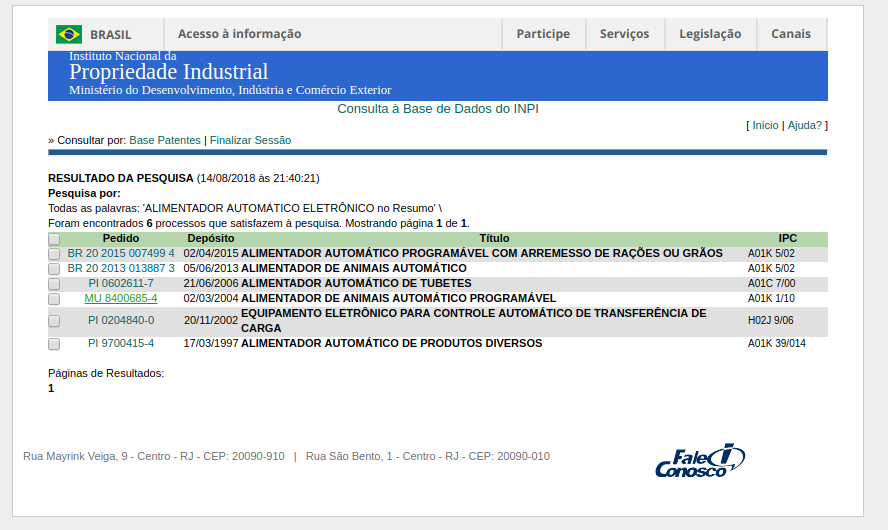 BRASIL Acesso à informação Participe Serviços Legislação Canais
Instituto Nacional da
Propriedade Industrial
Ministério do Desenvolvimento, Indústria e Comércio Exterior
Consulta à Base de Dados do INPI
[ Início | Ajuda? ]
» Consultar por: Base Patentes | Finalizar Sessão
RESULTADO DA PESQUISA (14/08/2018 às 21:40:21)
Pesquisa por:
Todas as palavras: 'ALIMENTADOR AUTOMÁTICO ELETRÔNICO no Resumo' \
Foram encontrados 6 processos que satisfazem à pesquisa. Mostrando página 1 de 1.
Pedido Depósito Título IPC
BR 20 2015 007499 4 02/04/2015 ALIMENTADOR AUTOMÁTICO PROGRAMÁVEL COM ARREMESSO DE RAÇÕES OU GRÃOS A01K 5/02
BR 20 2013 013887 3 05/06/2013 ALIMENTADOR DE ANIMAIS AUTOMÁTICO A01K 5/02
PI 0602611-7 21/06/2006 ALIMENTADOR AUTOMÁTICO DE TUBETES A01C 7/00
MU 8400685-4 02/03/2004 ALIMENTADOR DE ANIMAIS AUTOMÁTICO PROGRAMÁVEL A01K 1/10
PI 0204840-0 20/11/2002 EQUIPAMENTO ELETRÔNICO PARA CONTROLE AUTOMÁTICO DE TRANSFERÊNCIA DE H02J 9/06
CARGA
PI 9700415-4 17/03/1997 ALIMENTADOR AUTOMÁTICO DE PRODUTOS DIVERSOS A01K 39/014
Páginas de Resultados:
1
Rua Mayrink Veiga, 9 - Centro - RJ - CEP: 20090-910 | Rua São Bento, 1 - Centro - RJ - CEP: 20090-010
Fale
Conosco